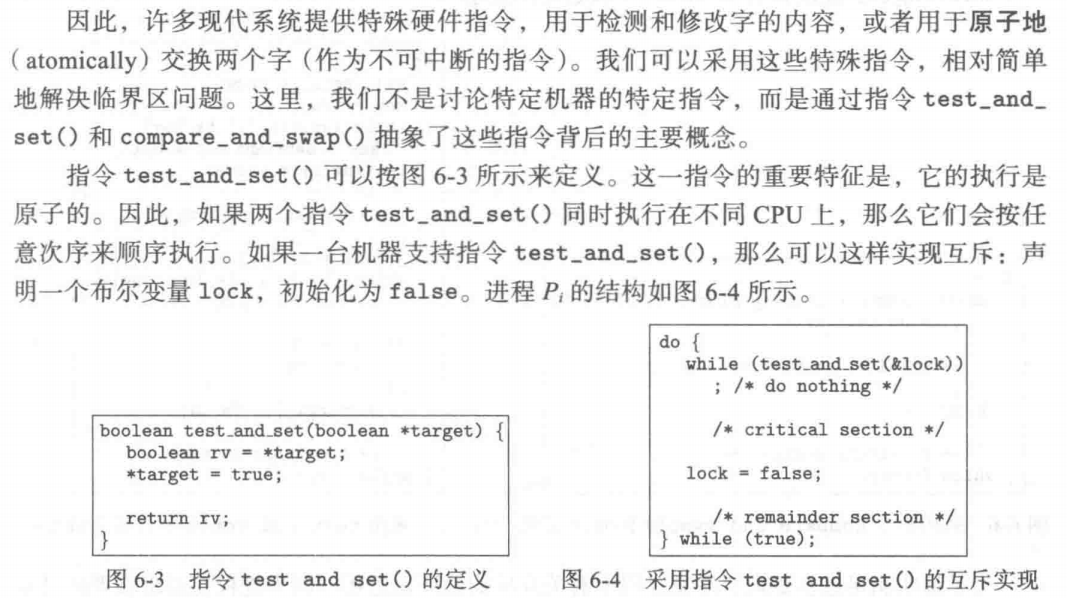 因此，许多现代系统提供特殊硬件指令，用于检测和修改字的内容，或者用于原子地
（atomically）交换两个字（作为不可中断的指令）。我们可以采用这些特殊指令，相对简单
地解决临界区问题。这里，我们不是讨论特定机器的特定指令，而是通过指令 test_and_
set() 和 compare_and_swap() 抽象了这些指令背后的主要概念。
指令 test_and_set() 可以按图 6-3 所示来定义。这一指令的重要特征是，它的执行是
原子的。因此，如果两个指令 test_and_set() 同时执行在不同 CPU 上，那么它们会按任
意次序来顺序执行。如果一台机器支持指令 test_and_set()，那么可以这样实现互斥：声
明一个布尔变量 lock，初始化为 false。进程 Pi 的结构如图 6-4 所示。
boolean test_and_set(boolean *target) {
boolean rv = *target;
*target = true;
return rv;
}
图 6-3 指令 test and set() 的定义
do {
while (test_and_set(&lock))
; /* do nothing */
/* critical section */
lock = false;
/* remainder section */
} while (true);
图 6-4 采用指令 test and set() 的互斥实现